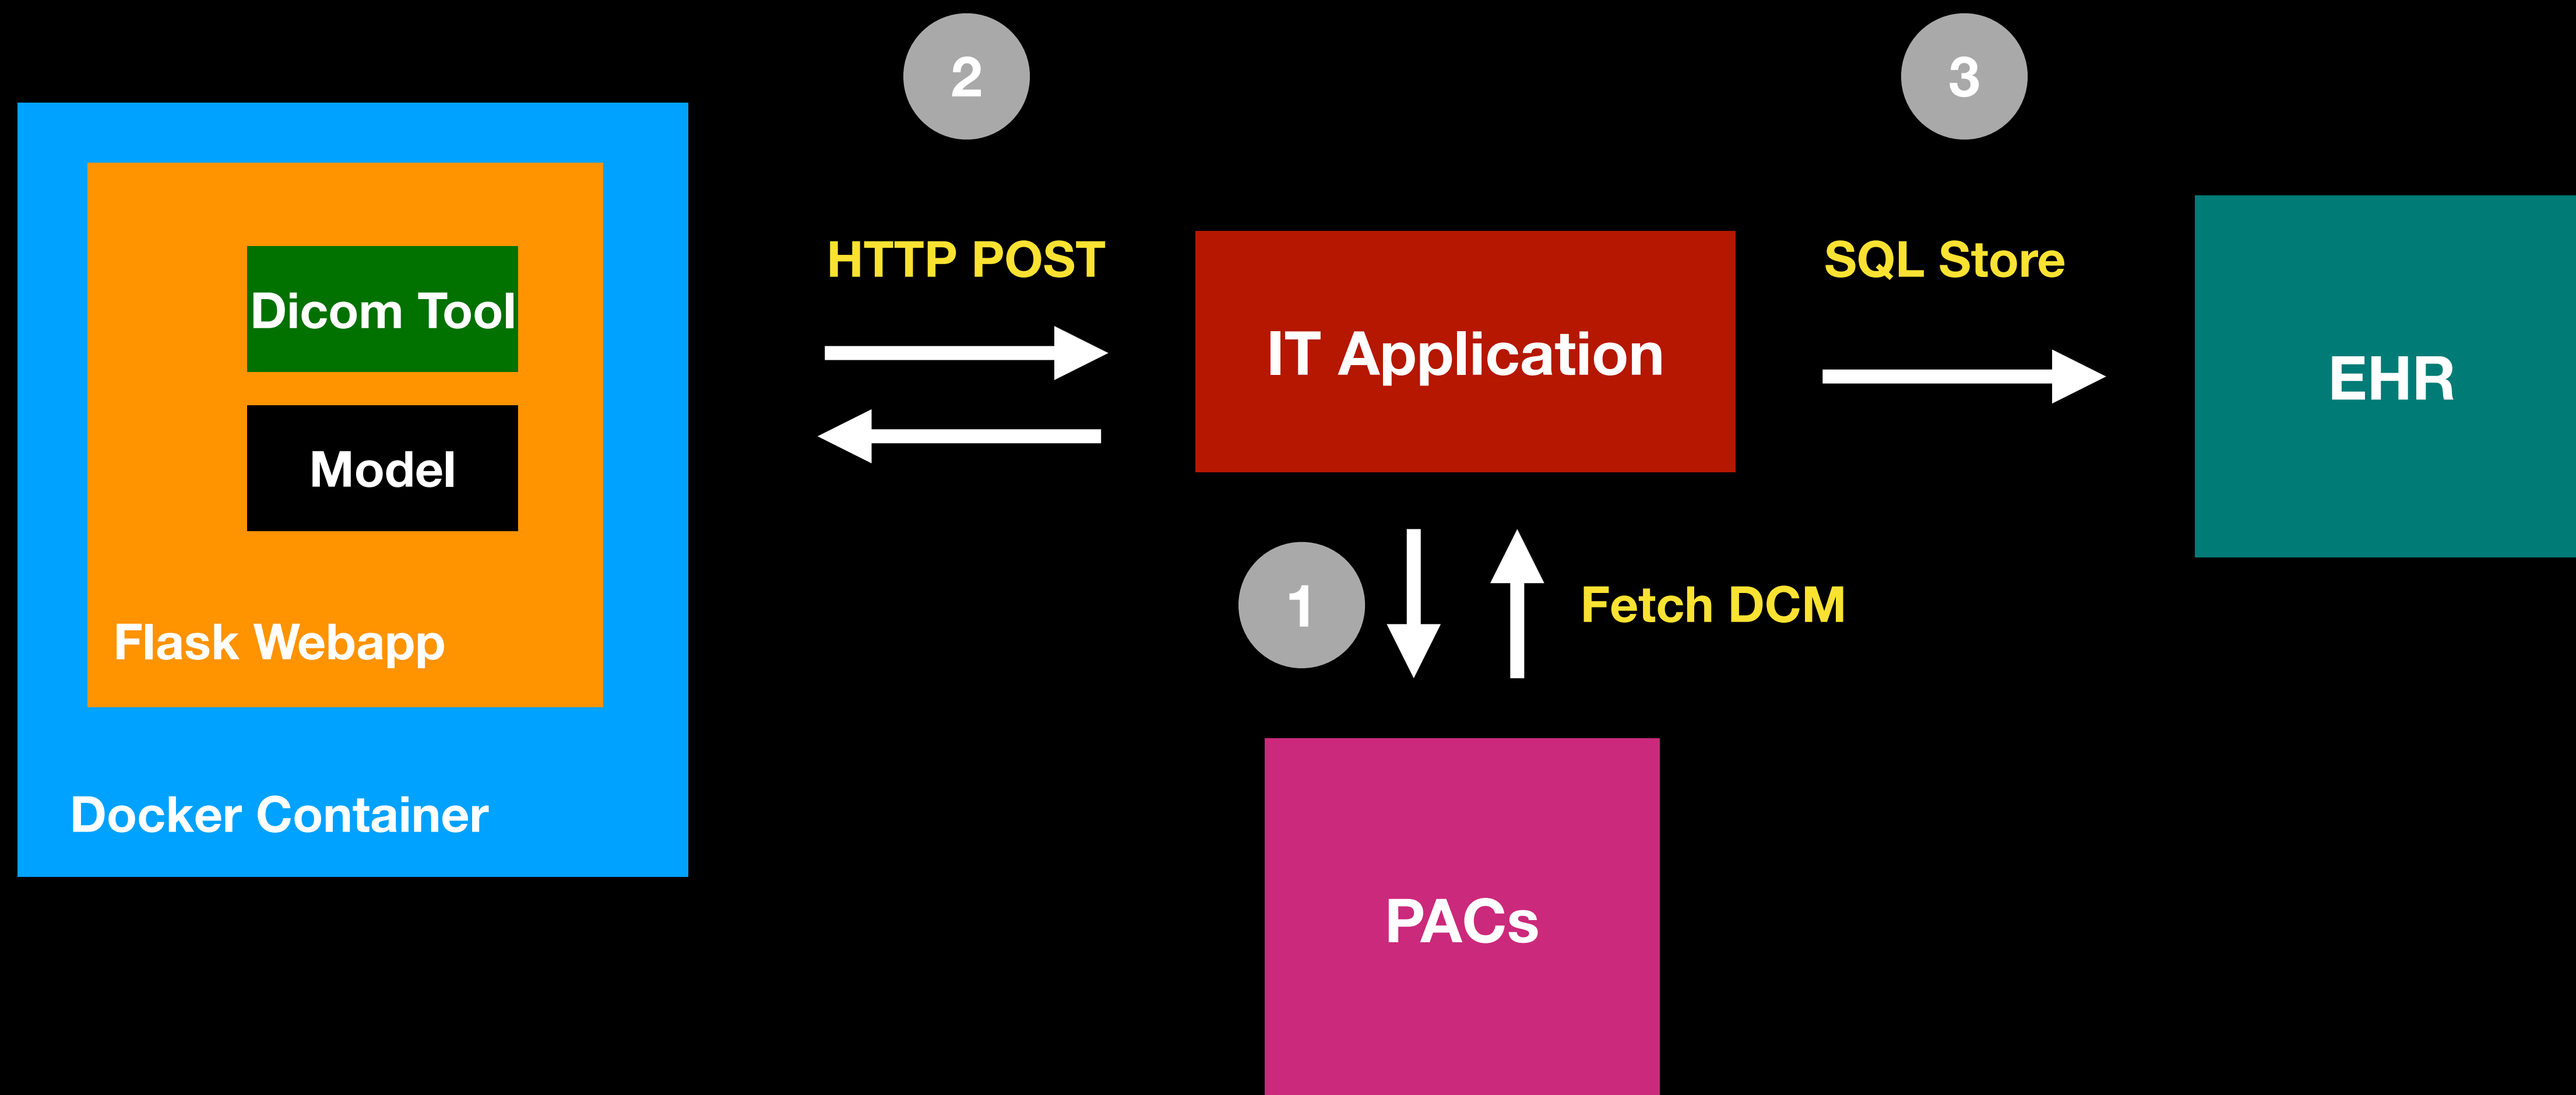 2
3
HTTP POST
SQL Store
Dicom Tool
IT Application
EHR
Model
1
Fetch DCM
Flask Webapp
Docker Container
PACs